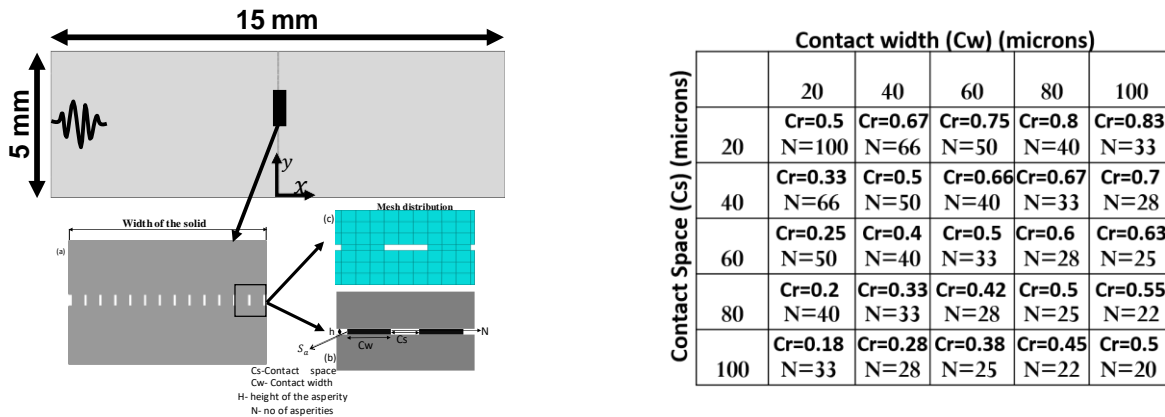 15 mm
5 mm
y
x
Width of the solid
(a)
Mesh distribution
(c)
h
Cw
Cs
N
Sₐ
(b)
Cs-Contact space
Cw- Contact width
H- height of the asperity
N- no of asperities
Contact width (Cw) (microns)
Contact Space (Cs) (microns)
20 40 60 80 100
Cr=0.5 Cr=0.67 Cr=0.75 Cr=0.8 Cr=0.83
20 N=100 N=66 N=50 N=40 N=33
Cr=0.33 Cr=0.5 Cr=0.66 Cr=0.67 Cr=0.7
40 N=66 N=50 N=40 N=33 N=28
Cr=0.25 Cr=0.4 Cr=0.5 Cr=0.6 Cr=0.63
60 N=50 N=40 N=33 N=28 N=25
Cr=0.2 Cr=0.33 Cr=0.42 Cr=0.5 Cr=0.55
80 N=40 N=33 N=28 N=25 N=22
Cr=0.18 Cr=0.28 Cr=0.38 Cr=0.45 Cr=0.5
100 N=33 N=28 N=25 N=22 N=20